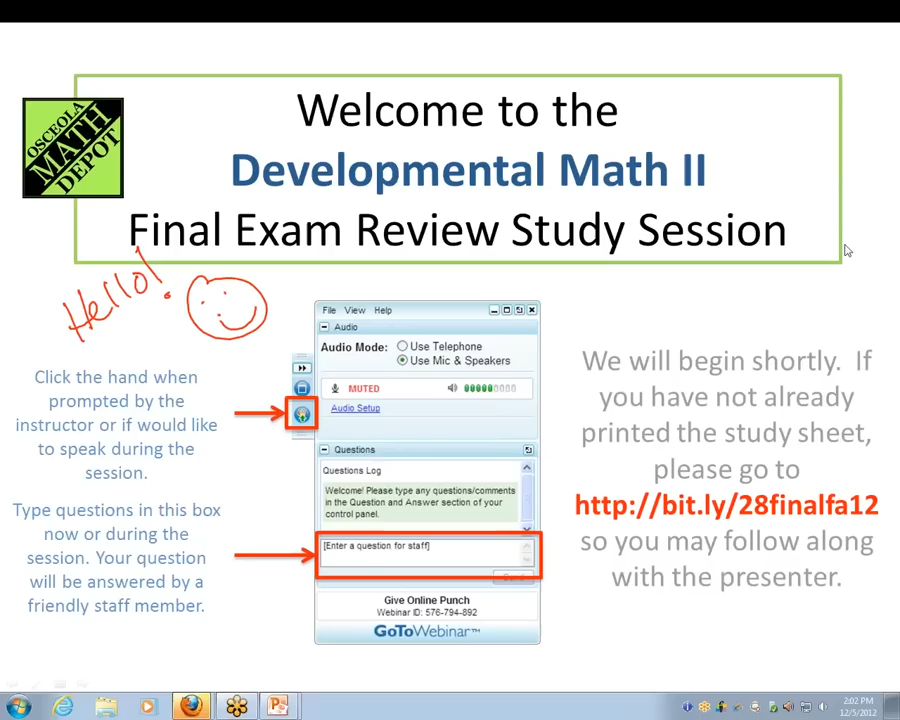 Welcome to the
OSCEOLA
MATH
DEPOT
Developmental Math II
Final Exam Review Study Session
Hello!
File View Help
Audio
Audio Mode: Use Telephone
Use Mic & Speakers
MUTED
Audio Setup
Questions
Questions Log
Welcome! Please type any questions/comments
in the Question and Answer section of your
control panel.
[Enter a question for staff]
Send
Give Online Punch
Webinar ID: 576-794-892
GoToWebinar™
Click the hand when
prompted by the
instructor or if would like
to speak during the
session.
Type questions in this box
now or during the
session. Your question
will be answered by a
friendly staff member.
We will begin shortly. If
you have not already
printed the study sheet,
please go to
http://bit.ly/28finalfa12
so you may follow along
with the presenter.
2:02 PM
12/5/2012